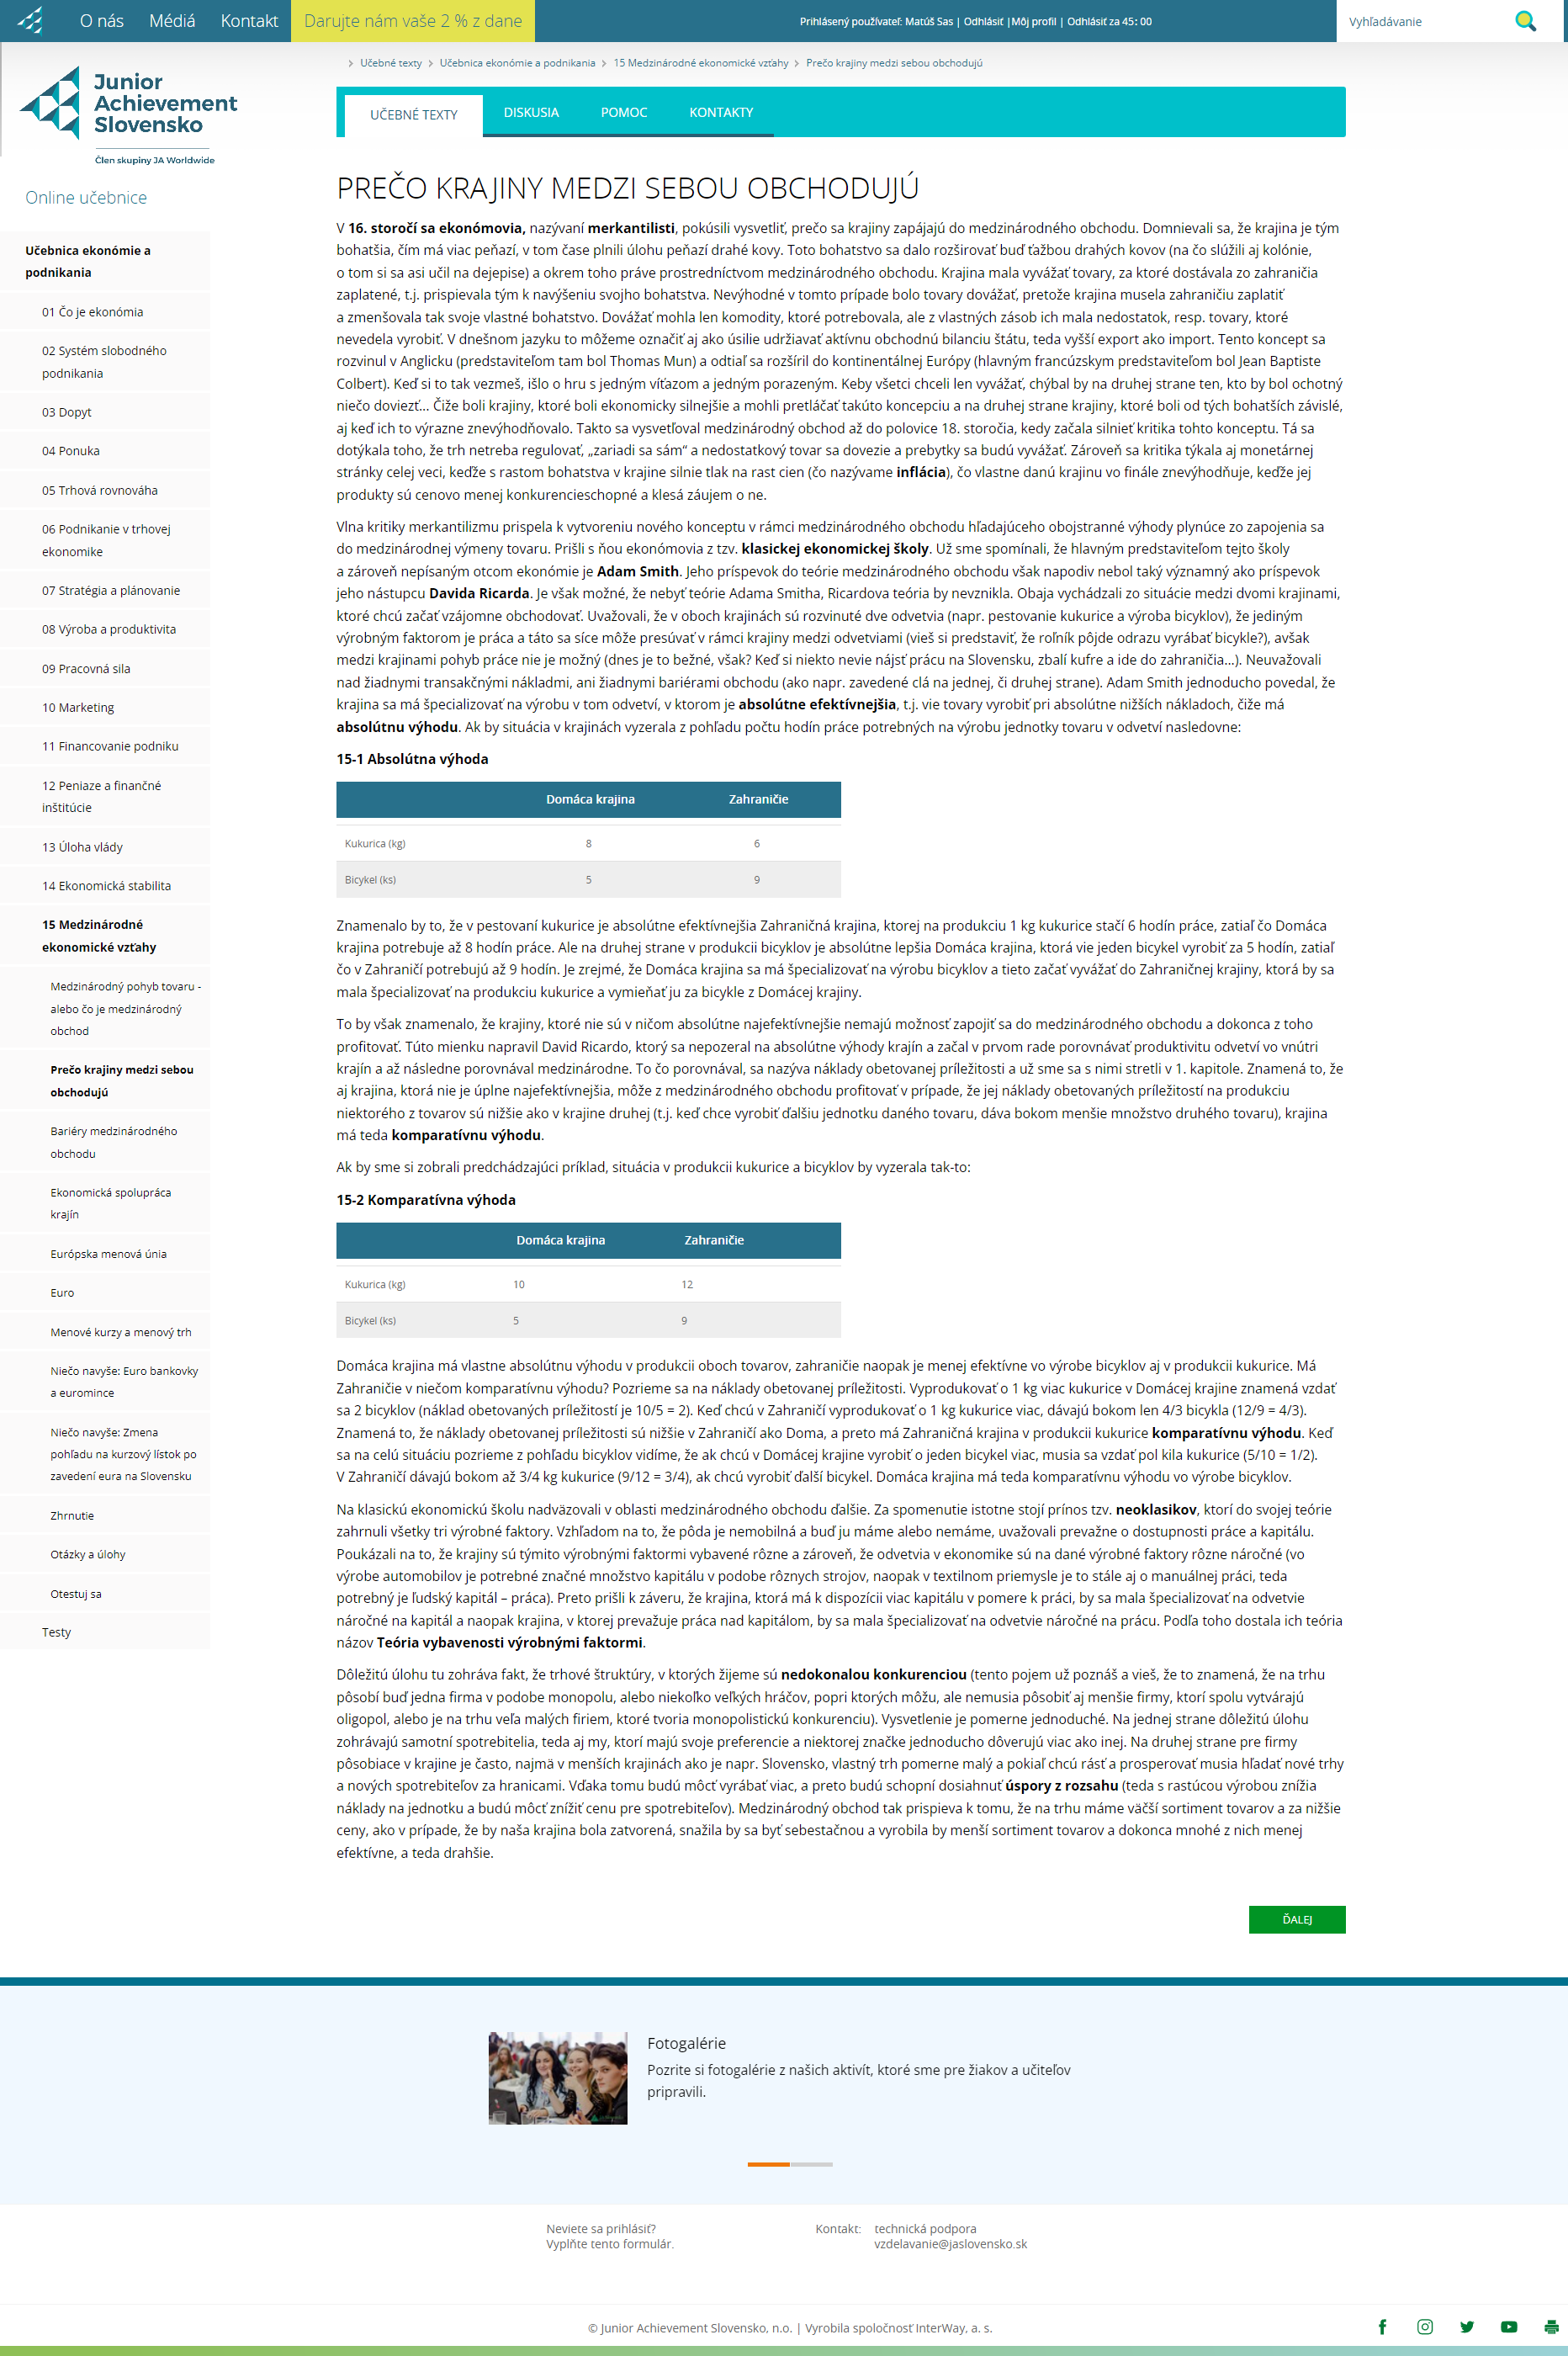 O nás Médiá Kontakt Darujte nám vaše 2 % z dane Prihlásený používateľ: Matúš Sas | Odhlásiť |Môj profil | Odhlásiť za 45: 00 Vyhľadávanie
Učebné texty Učebnica ekonómie a podnikania 15 Medzinárodné ekonomické vzťahy Prečo krajiny medzi sebou obchodujú
Junior
Achievement
Slovensko
Člen skupiny JA Worldwide
UČEBNÉ TEXTY DISKUSIA POMOC KONTAKTY
Online učebnice
Učebnica ekonómie a
podnikania
01 Čo je ekonómia
02 Systém slobodného
podnikania
03 Dopyt
04 Ponuka
05 Trhová rovnováha
06 Podnikanie v trhovej
ekonomike
07 Stratégia a plánovanie
08 Výroba a produktivita
09 Pracovná sila
10 Marketing
11 Financovanie podniku
12 Peniaze a finančné
inštitúcie
13 Úloha vlády
14 Ekonomická stabilita
15 Medzinárodné
ekonomické vzťahy
Medzinárodný pohyb tovaru -
alebo čo je medzinárodný
obchod
Prečo krajiny medzi sebou
obchodujú
Bariéry medzinárodného
obchodu
Ekonomická spolupráca
krajín
Európska menová únia
Euro
Menové kurzy a menový trh
Niečo navyše: Euro bankovky
a euromince
Niečo navyše: Zmena
pohľadu na kurzový lístok po
zavedení eura na Slovensku
Zhrnutie
Otázky a úlohy
Otestuj sa
Testy
PREČO KRAJINY MEDZI SEBOU OBCHODUJÚ
V 16. storočí sa ekonómovia, nazývaní merkantilisti, pokúsili vysvetliť, prečo sa krajiny zapájajú do medzinárodného obchodu. Domnievali sa, že krajina je tým
bohatšia, čím má viac peňazí, v tom čase plnili úlohu peňazí drahé kovy. Toto bohatstvo sa dalo rozširovať buď ťažbou drahých kovov (na čo slúžili aj kolónie,
o tom si sa asi učil na dejepise) a okrem toho práve prostredníctvom medzinárodného obchodu. Krajina mala vyvážať tovary, za ktoré dostávala zo zahraničia
zaplatené, t.j. prispievala tým k navýšeniu svojho bohatstva. Nevýhodné v tomto prípade bolo tovary dovážať, pretože krajina musela zahraničiu zaplatiť
a zmenšovala tak svoje vlastné bohatstvo. Dovážať mohla len komodity, ktoré potrebovala, ale z vlastných zásob ich mala nedostatok, resp. tovary, ktoré
nevedela vyrobiť. V dnešnom jazyku to môžeme označiť aj ako úsilie udržiavať aktívnu obchodnú bilanciu štátu, teda vyšší export ako import. Tento koncept sa
rozvinul v Anglicku (predstaviteľom tam bol Thomas Mun) a odtiaľ sa rozšíril do kontinentálnej Európy (hlavným francúzskym predstaviteľom bol Jean Baptiste
Colbert). Keď si to tak vezmeš, išlo o hru s jedným víťazom a jedným porazeným. Keby všetci chceli len vyvážať, chýbal by na druhej strane ten, kto by bol ochotný
niečo doviezť... Čiže boli krajiny, ktoré boli ekonomicky silnejšie a mohli pretláčať takúto koncepciu a na druhej strane krajiny, ktoré boli od tých bohatších závislé,
aj keď ich to výrazne znevýhodňovalo. Takto sa vysvetľoval medzinárodný obchod až do polovice 18. storočia, kedy začala silnieť kritika tohto konceptu. Tá sa
dotýkala toho, že trh netreba regulovať, „zariadi sa sám“ a nedostatkový tovar sa dovezie a prebytky sa budú vyvážať. Zároveň sa kritika týkala aj monetárnej
stránky celej veci, keďže s rastom bohatstva v krajine silnie tlak na rast cien (čo nazývame inflácia), čo vlastne danú krajinu vo finále znevýhodňuje, keďže jej
produkty sú cenovo menej konkurencieschopné a klesá záujem o ne.
Vlna kritiky merkantilizmu prispela k vytvoreniu nového konceptu v rámci medzinárodného obchodu hľadajúceho obojstranné výhody plynúce zo zapojenia sa
do medzinárodnej výmeny tovaru. Prišli s ňou ekonómovia z tzv. klasickej ekonomickej školy. Už sme spomínali, že hlavným predstaviteľom tejto školy
a zároveň nepísaným otcom ekonómie je Adam Smith. Jeho príspevok do teórie medzinárodného obchodu však napodiv nebol taký významný ako príspevok
jeho nástupcu Davida Ricarda. Je však možné, že nebyť teórie Adama Smitha, Ricardova teória by nevznikla. Obaja vychádzali zo situácie medzi dvomi krajinami,
ktoré chcú začať vzájomne obchodovať. Uvažovali, že v oboch krajinách sú rozvinuté dve odvetvia (napr. pestovanie kukurice a výroba bicyklov), že jediným
výrobným faktorom je práca a táto sa síce môže presúvať v rámci krajiny medzi odvetviami (vieš si predstaviť, že roľník pôjde odrazu vyrábať bicykle?), avšak
medzi krajinami pohyb práce nie je možný (dnes je to bežné, však? Keď si niekto nevie nájsť prácu na Slovensku, zbalí kufre a ide do zahraničia...). Neuvažovali
nad žiadnymi transakčnými nákladmi, ani žiadnymi bariérami obchodu (ako napr. zavedené clá na jednej, či druhej strane). Adam Smith jednoducho povedal, že
krajina sa má špecializovať na výrobu v tom odvetví, v ktorom je absolútne efektívnejšia, t.j. vie tovary vyrobiť pri absolútne nižších nákladoch, čiže má
absolútnu výhodu. Ak by situácia v krajinách vyzerala z pohľadu počtu hodín práce potrebných na výrobu jednotky tovaru v odvetví nasledovne:
15-1 Absolútna výhoda
Domáca krajina Zahraničie
Kukurica (kg) 8 6
Bicykel (ks) 5 9
Znamenalo by to, že v pestovaní kukurice je absolútne efektívnejšia Zahraničná krajina, ktorej na produkciu 1 kg kukurice stačí 6 hodín práce, zatiaľ čo Domáca
krajina potrebuje až 8 hodín práce. Ale na druhej strane v produkcii bicyklov je absolútne lepšia Domáca krajina, ktorá vie jeden bicykel vyrobiť za 5 hodín, zatiaľ
čo v Zahraničí potrebujú až 9 hodín. Je zrejmé, že Domáca krajina sa má špecializovať na výrobu bicyklov a tieto začať vyvážať do Zahraničnej krajiny, ktorá by sa
mala špecializovať na produkciu kukurice a vymieňať ju za bicykle z Domácej krajiny.
To by však znamenalo, že krajiny, ktoré nie sú v ničom absolútne najefektívnejšie nemajú možnosť zapojiť sa do medzinárodného obchodu a dokonca z toho
profitovať. Túto mienku napravil David Ricardo, ktorý sa nepozeral na absolútne výhody krajín a začal v prvom rade porovnávať produktivitu odvetví vo vnútri
krajín a až následne porovnával medzinárodne. To čo porovnával, sa nazýva náklady obetovanej príležitosti a už sme sa s nimi stretli v 1. kapitole. Znamená to, že
aj krajina, ktorá nie je úplne najefektívnejšia, môže z medzinárodného obchodu profitovať v prípade, že jej náklady obetovaných príležitostí na produkciu
niektorého z tovarov sú nižšie ako v krajine druhej (t.j. keď chce vyrobiť ďalšiu jednotku daného tovaru, dáva bokom menšie množstvo druhého tovaru), krajina
má teda komparatívnu výhodu.
Ak by sme si zobrali predchádzajúci príklad, situácia v produkcii kukurice a bicyklov by vyzerala tak-to:
15-2 Komparatívna výhoda
Domáca krajina Zahraničie
Kukurica (kg) 10 12
Bicykel (ks) 5 9
Domáca krajina má vlastne absolútnu výhodu v produkcii oboch tovarov, zahraničie naopak je menej efektívne vo výrobe bicyklov aj v produkcii kukurice. Má
Zahraničie v niečom komparatívnu výhodu? Pozrieme sa na náklady obetovanej príležitosti. Vyprodukovať o 1 kg viac kukurice v Domácej krajine znamená vzdať
sa 2 bicyklov (náklad obetovaných príležitostí je 10/5 = 2). Keď chcú v Zahraničí vyprodukovať o 1 kg kukurice viac, dávajú bokom len 4/3 bicykla (12/9 = 4/3).
Znamená to, že náklady obetovanej príležitosti sú nižšie v Zahraničí ako Doma, a preto má Zahraničná krajina v produkcii kukurice komparatívnu výhodu. Keď
sa na celú situáciu pozrieme z pohľadu bicyklov vidíme, že ak chcú v Domácej krajine vyrobiť o jeden bicykel viac, musia sa vzdať pol kila kukurice (5/10 = 1/2).
V Zahraničí dávajú bokom až 3/4 kg kukurice (9/12 = 3/4), ak chcú vyrobiť ďalší bicykel. Domáca krajina má teda komparatívnu výhodu vo výrobe bicyklov.
Na klasickú ekonomickú školu nadväzovali v oblasti medzinárodného obchodu ďalšie. Za spomenutie istotne stojí prínos tzv. neoklasikov, ktorí do svojej teórie
zahrnuli všetky tri výrobné faktory. Vzhľadom na to, že pôda je nemobilná a buď ju máme alebo nemáme, uvažovali prevažne o dostupnosti práce a kapitálu.
Poukázali na to, že krajiny sú týmito výrobnými faktormi vybavené rôzne a zároveň, že odvetvia v ekonomike sú na dané výrobné faktory rôzne náročné (vo
výrobe automobilov je potrebné značné množstvo kapitálu v podobe rôznych strojov, naopak v textilnom priemysle je to stále aj o manuálnej práci, teda
potrebný je ľudský kapitál – práca). Preto prišli k záveru, že krajina, ktorá má k dispozícii viac kapitálu v pomere k práci, by sa mala špecializovať na odvetvie
náročné na kapitál a naopak krajina, v ktorej prevažuje práca nad kapitálom, by sa mala špecializovať na odvetvie náročné na prácu. Podľa toho dostala ich teória
názov Teória vybavenosti výrobnými faktormi.
Dôležitú úlohu tu zohráva fakt, že trhové štruktúry, v ktorých žijeme sú nedokonalou konkurenciou (tento pojem už poznáš a vieš, že to znamená, že na trhu
pôsobí buď jedna firma v podobe monopolu, alebo niekoľko veľkých hráčov, popri ktorých môžu, ale nemusia pôsobiť aj menšie firmy, ktorí spolu vytvárajú
oligopol, alebo je na trhu veľa malých firiem, ktoré tvoria monopolistickú konkurenciu). Vysvetlenie je pomerne jednoduché. Na jednej strane dôležitú úlohu
zohrávajú samotní spotrebitelia, teda aj my, ktorí majú svoje preferencie a niektorej značke jednoducho dôverujú viac ako inej. Na druhej strane pre firmy
pôsobiace v krajine je často, najmä v menších krajinách ako je napr. Slovensko, vlastný trh pomerne malý a pokiaľ chcú rásť a prosperovať musia hľadať nové trhy
a nových spotrebiteľov za hranicami. Vďaka tomu budú môcť vyrábať viac, a preto budú schopní dosiahnuť úspory z rozsahu (teda s rastúcou výrobou znížia
náklady na jednotku a budú môcť znížiť cenu pre spotrebiteľov). Medzinárodný obchod tak prispieva k tomu, že na trhu máme väčší sortiment tovarov a za nižšie
ceny, ako v prípade, že by naša krajina bola zatvorená, snažila by sa byť sebestačnou a vyrobila by menší sortiment tovarov a dokonca mnohé z nich menej
efektívne, a teda drahšie.
ĎALEJ
Fotogalérie
Pozrite si fotogalérie z našich aktivít, ktoré sme pre žiakov a učiteľov
pripravili.
Neviete sa prihlásiť? Kontakt: technická podpora
Vyplňte tento formulár. vzdelavanie@jaslovensko.sk
© Junior Achievement Slovensko, n.o. | Vyrobila spoločnosť InterWay, a. s.